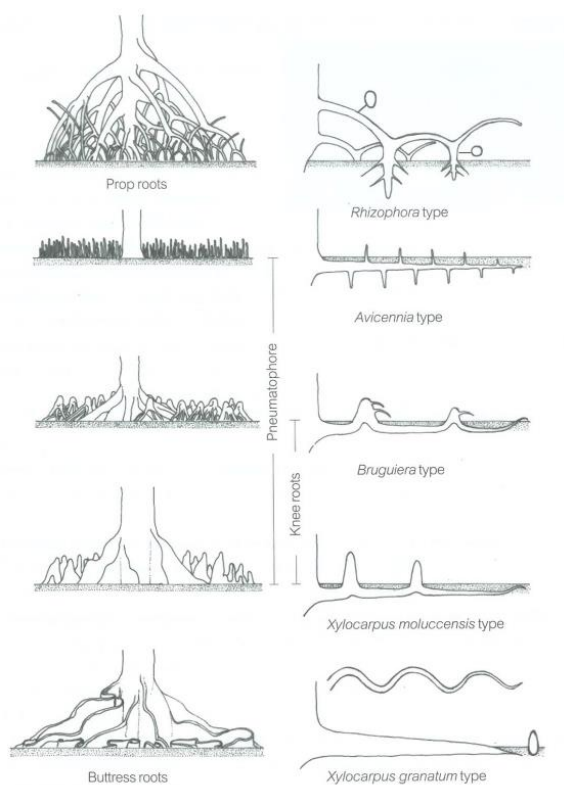 Prop roots
Rhizophora type
Avicennia type
Pneumatophore
Bruguiera type
Knee roots
Xylocarpus moluccensis type
Buttress roots
Xylocarpus granatum type